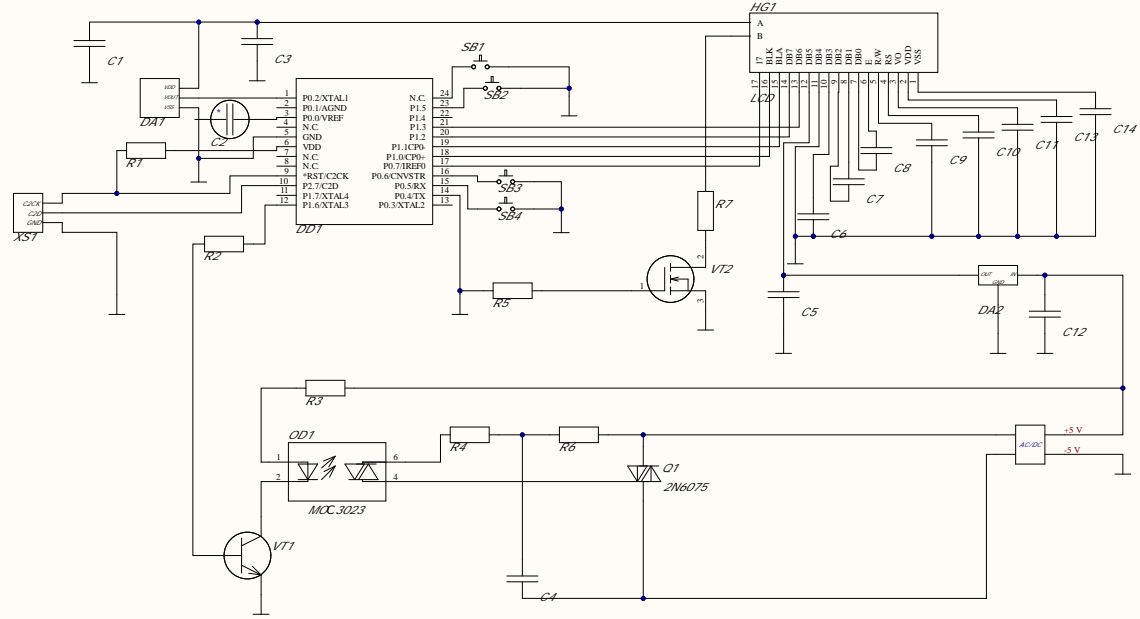 HG1
A
B
17 BLK BLA DB7 DB6 DB5 DB4 DB3 DB2 DB1 DB0 E R/W RS VO VDD VSS
17 16 15 14 13 12 11 10 9 8 7 6 5 4 3 2 1
LCD
C1
C3
SB1
SB2
VDD
VOUT
VSS
DA1
C2
1 P0.2/XTAL1 N.C. 24
2 P0.1/AGND P1.5 23
3 P0.0/VREF P1.4 22
4 N.C. P1.3 21
5 GND P1.2 20
6 VDD P1.1CP0- 19
7 N.C. P1.0/CP0+ 18
8 N.C. P0.7/IREF0 17
9 *RST/C2CK P0.6/CNVSTR 16
10 P2.7/C2D P0.5/RX 15
11 P1.7/XTAL4 P0.4/TX 14
12 P1.6/XTAL3 P0.3/XTAL2 13
DD1
R1
SB3
SB4
C14
C13
C11
C10
C9
C8
C7
C6
C2CK
C2D
GND
XS1
R2
R7
2
VT2
1
3
R5
C5
OUT IN
GND
DA2
C12
R3
OD1
1 6
2 4
MOC3023
R4
R6
Q1
2N6075
AC/DC
+5 V
-5 V
VT1
C4